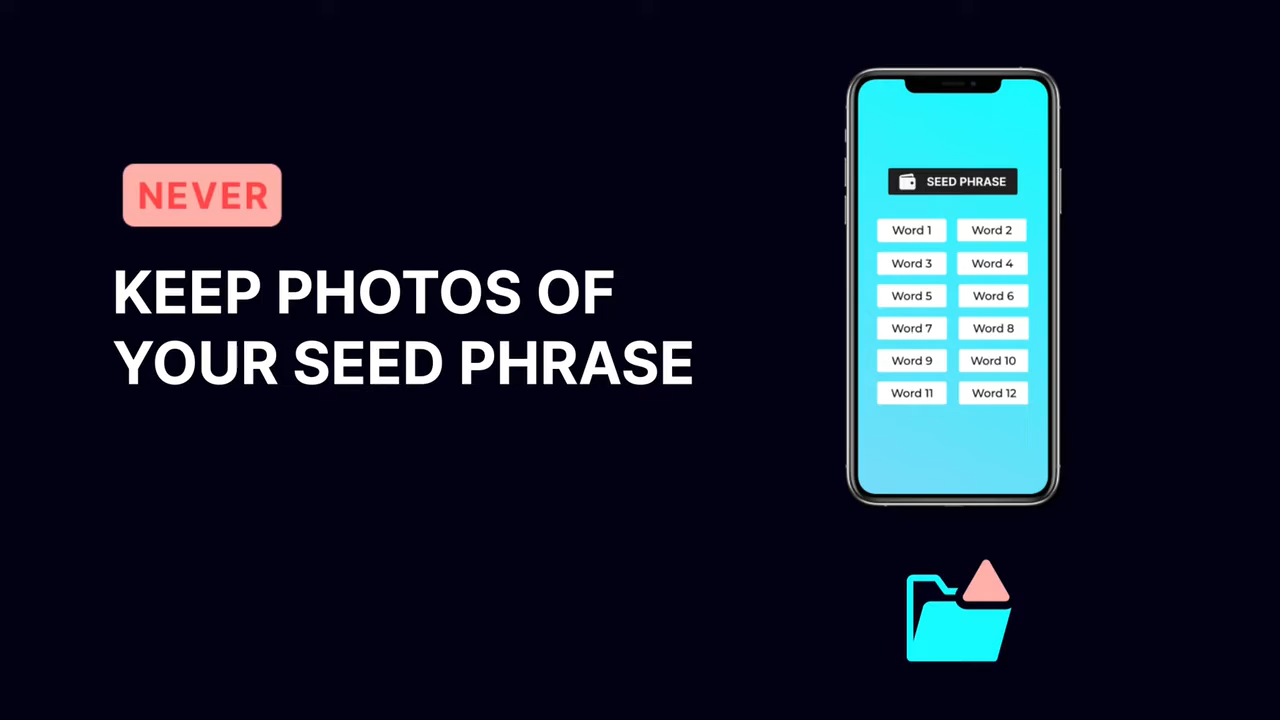 NEVER
KEEP PHOTOS OF
YOUR SEED PHRASE
SEED PHRASE
Word 1 Word 2
Word 3 Word 4
Word 5 Word 6
Word 7 Word 8
Word 9 Word 10
Word 11 Word 12